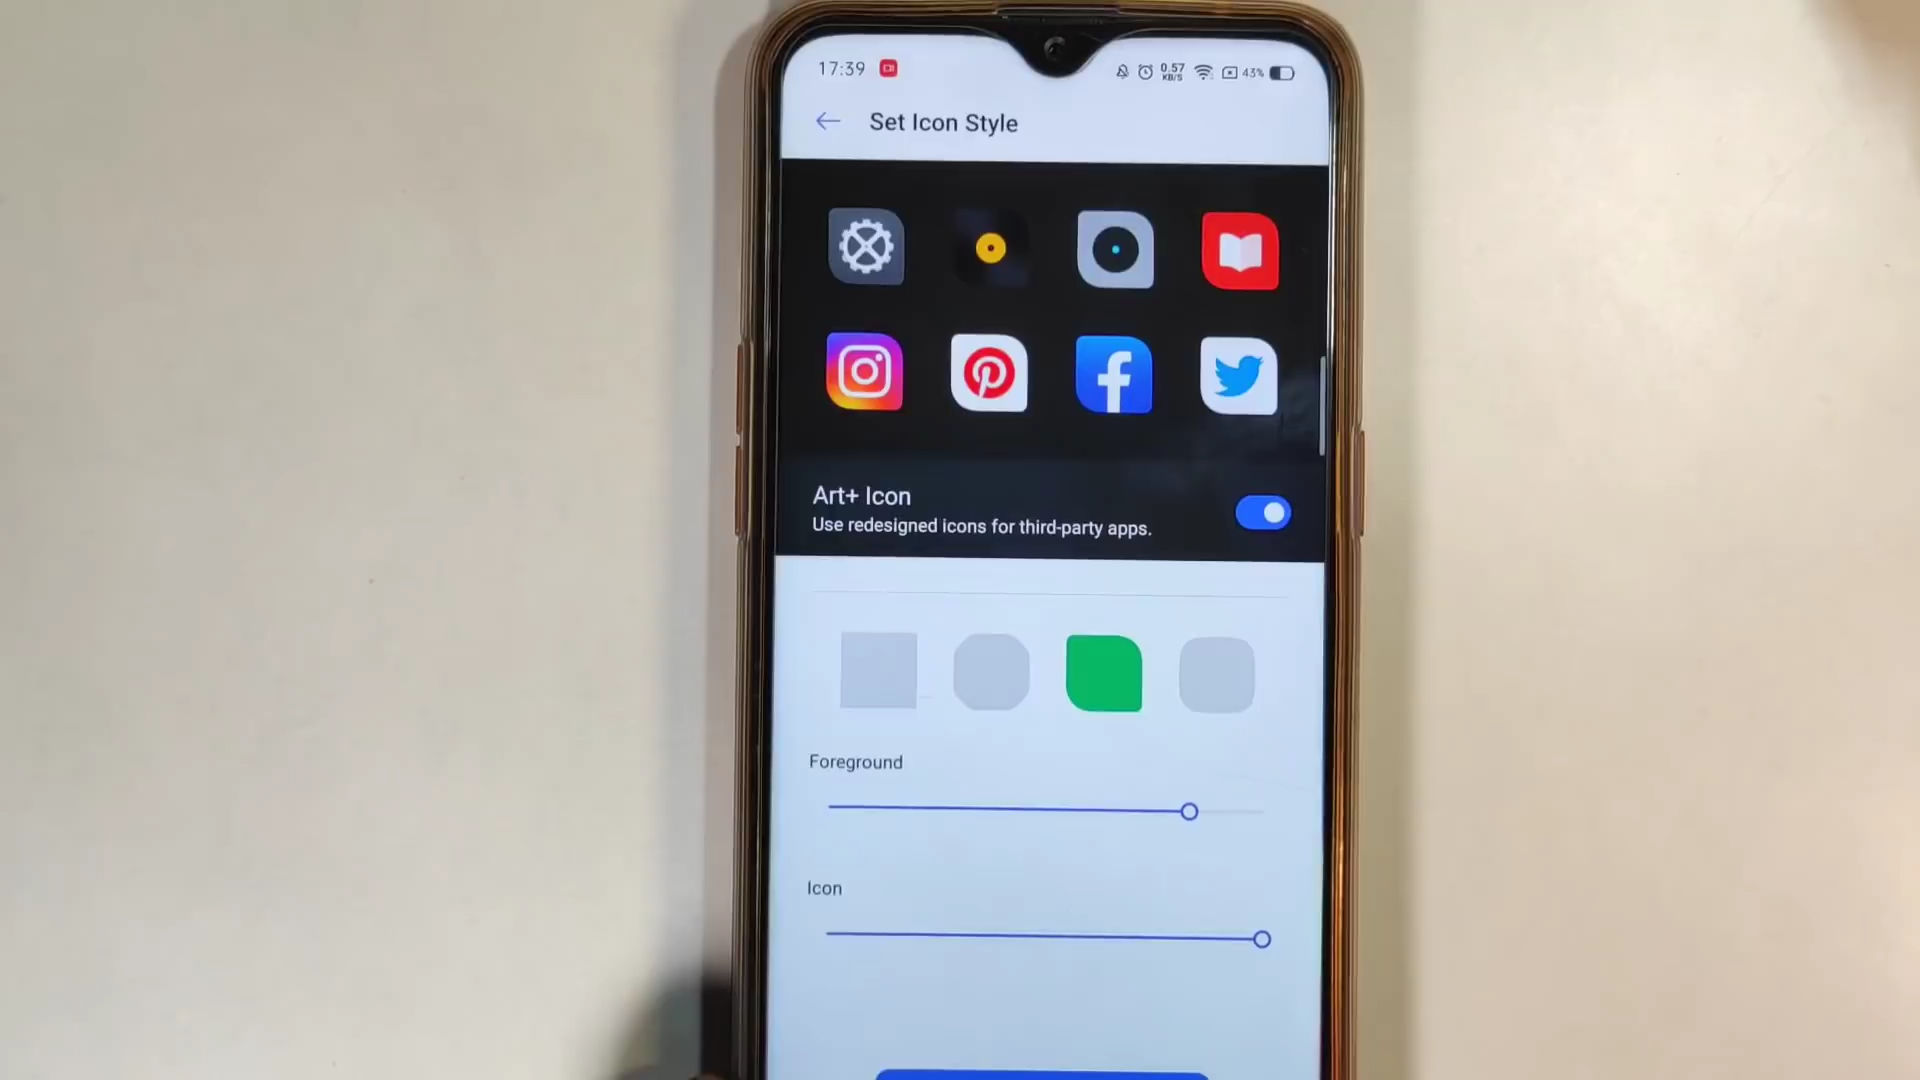 17:39 0.57 KB/S 43%
Set Icon Style
Art+ Icon
Use redesigned icons for third-party apps.
Foreground
Icon